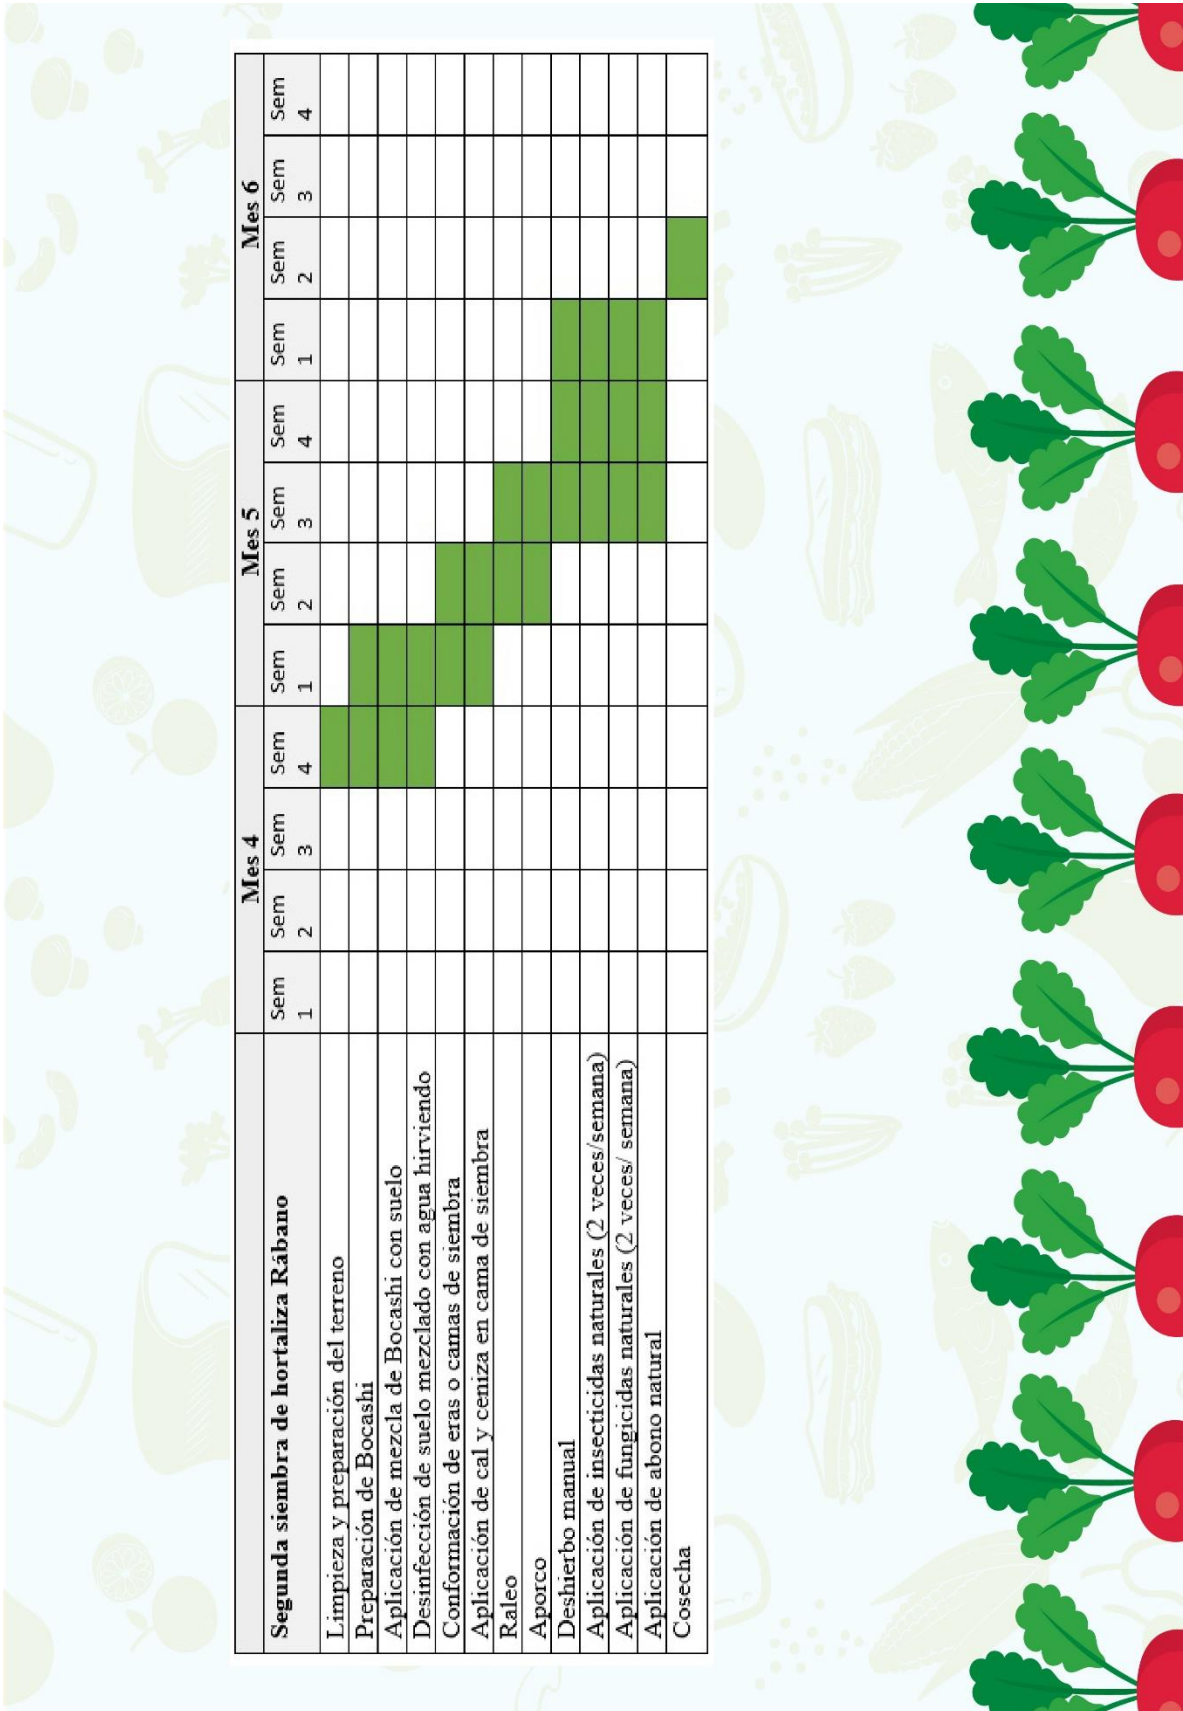 Mes 4 Mes 5 Mes 6
Segunda siembra de hortaliza Rábano
Sem 1 Sem 2 Sem 3 Sem 4 Sem 1 Sem 2 Sem 3 Sem 4 Sem 1 Sem 2 Sem 3 Sem 4
Limpieza y preparación del terreno
Preparación de Bocashi
Aplicación de mezcla de Bocashi con suelo
Desinfección de suelo mezclado con agua hirviendo
Conformación de eras o camas de siembra
Aplicación de cal y ceniza en cama de siembra
Raleo
Aporco
Deshierbo manual
Aplicación de insecticidas naturales (2 veces/semana)
Aplicación de fungicidas naturales (2 veces/ semana)
Aplicación de abono natural
Cosecha